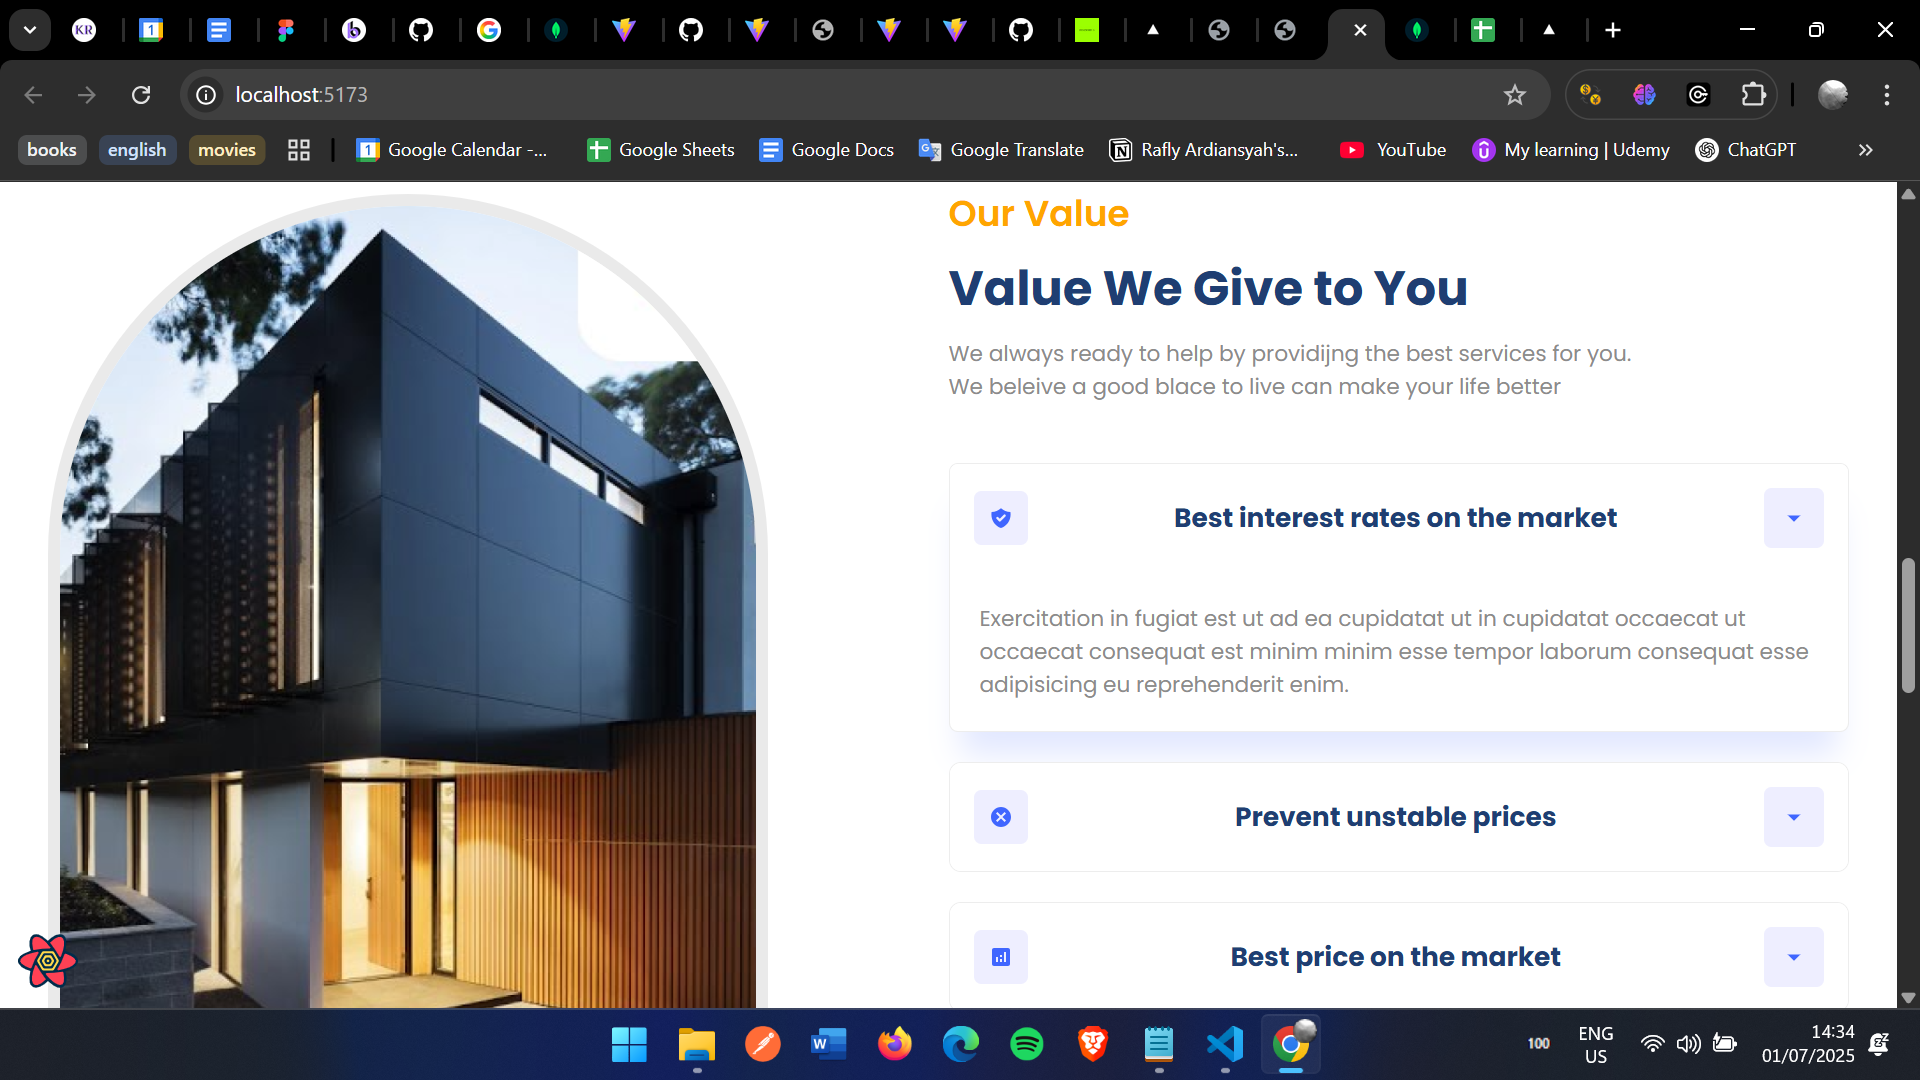 KR
1
localhost:5173
books
english
movies
1
Google Calendar -...
Google Sheets
Google Docs
Google Translate
Rafly Ardiansyah's...
YouTube
My learning | Udemy
ChatGPT
Our Value
Value We Give to You
We always ready to help by providijng the best services for you.
We beleive a good blace to live can make your life better
Best interest rates on the market
Exercitation in fugiat est ut ad ea cupidatat ut in cupidatat occaecat ut
occaecat consequat est minim minim esse tempor laborum consequat esse
adipisicing eu reprehenderit enim.
Prevent unstable prices
Best price on the market
W
100
ENG
US
14:34
01/07/2025